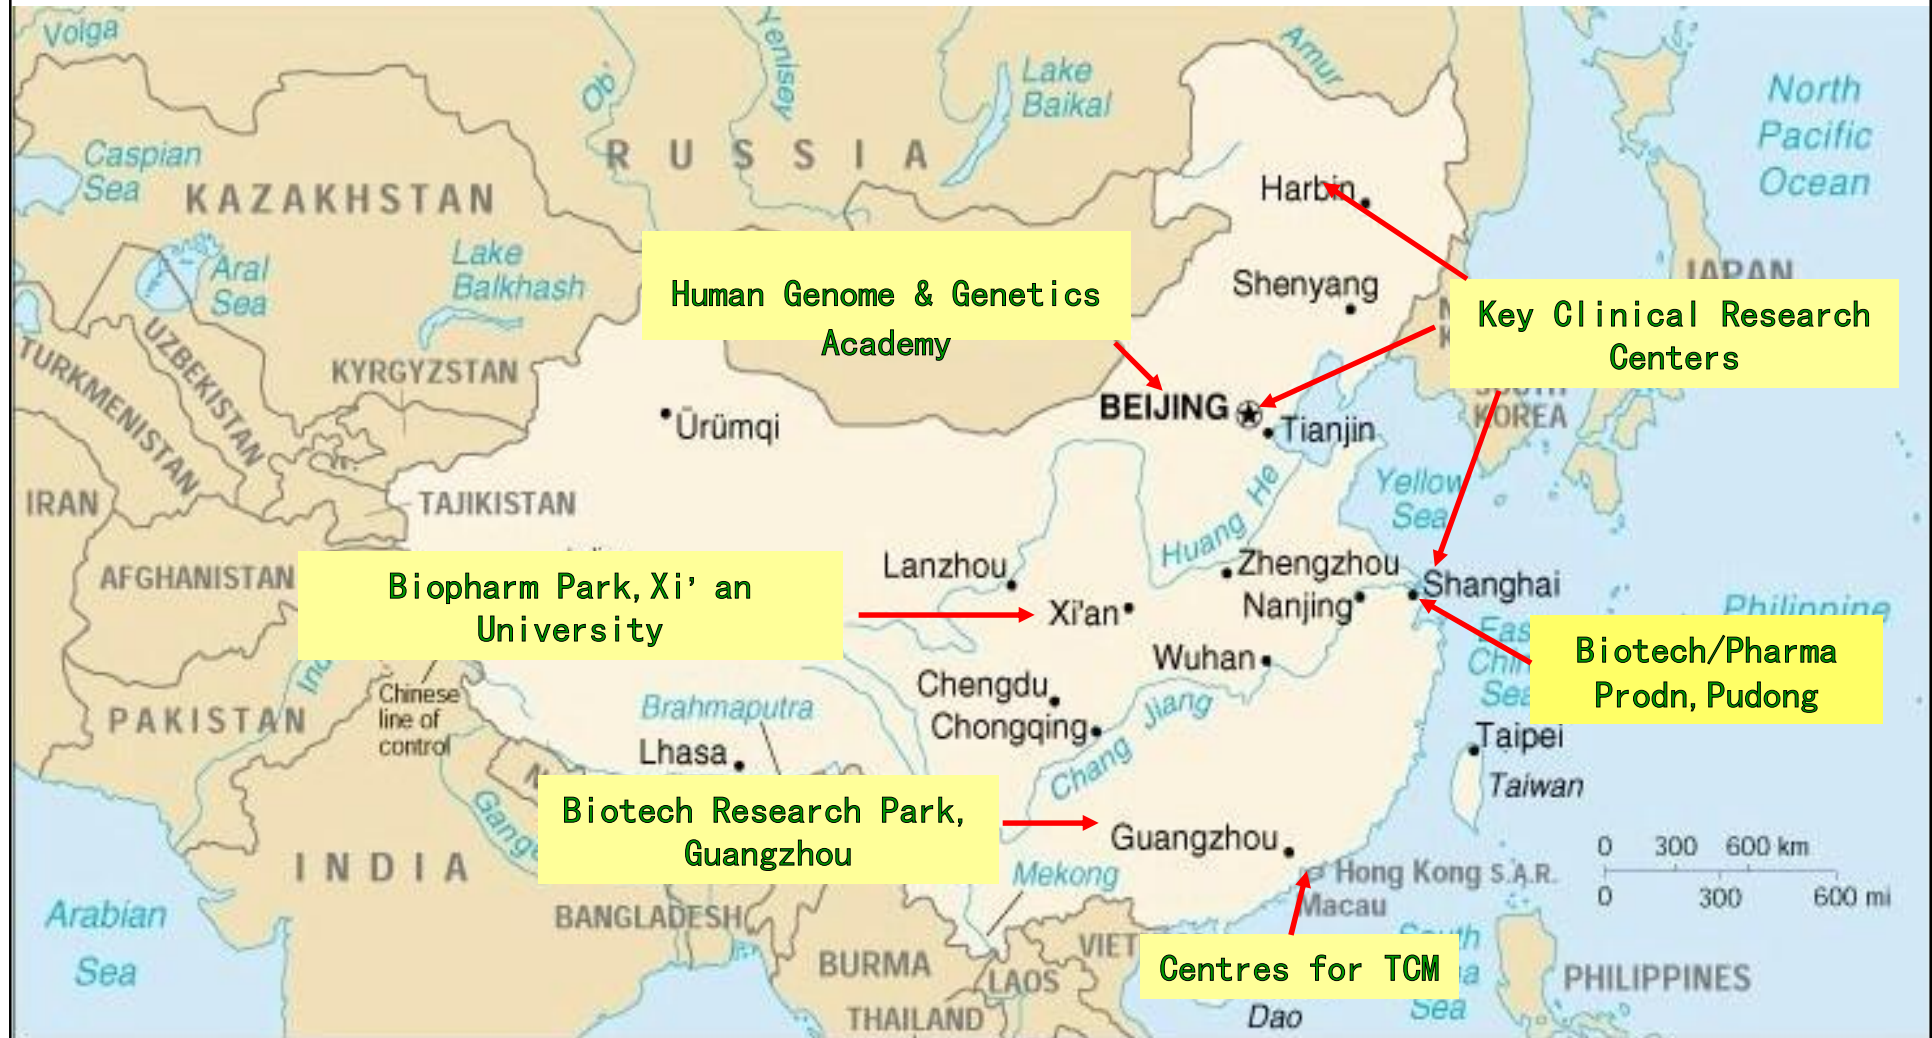 Volga
Ob'
Yenisey
Lake
Baikal
Amur
North
Pacific
Ocean
Caspian
Sea
RUSSIA
KAZAKHSTAN
Harbin
Aral
Sea
Lake
Balkhash
Human Genome & Genetics
Academy
Shenyang
JAPAN
Key Clinical Research
Centers
UZBEKISTAN
TURKMENISTAN
KYRGYZSTAN
BEIJING
Tianjin
SOUTH
KOREA
Ürümqi
IRAN
TAJIKISTAN
Huang He
Yellow
Sea
AFGHANISTAN
Biopharm Park,Xi’an
University
Lanzhou
Xi'an
Zhengzhou
Nanjing
Shanghai
Philippine
East
Sea
Biotech/Pharma
Prodn,Pudong
Wuhan
Chengdu
Chongqing
Chang Jiang
Chinese
line of
control
PAKISTAN
Brahmaputra
Lhasa
Taipei
Taiwan
Biotech Research Park,
Guangzhou
Guangzhou
INDIA
Mekong
Hong Kong S.A.R.
Macau
0 300 600 km
0 300 600 mi
Arabian
Sea
BANGLADESH
BURMA
LAOS
THAILAND
Centres for TCM
South
Sea
PHILIPPINES
Dao